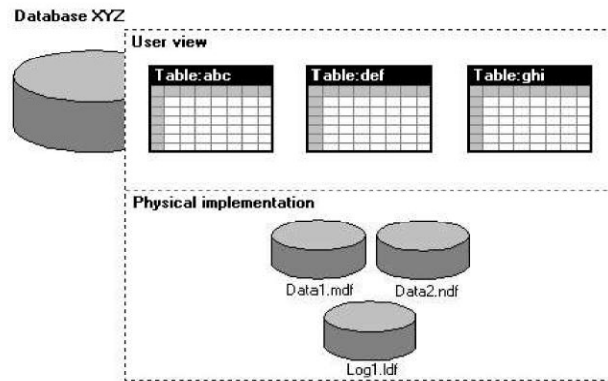 Database XYZ
User view
Table:abc
Table:def
Table:ghi
Physical implementation
Data1.mdf
Data2.ndf
Log1.ldf